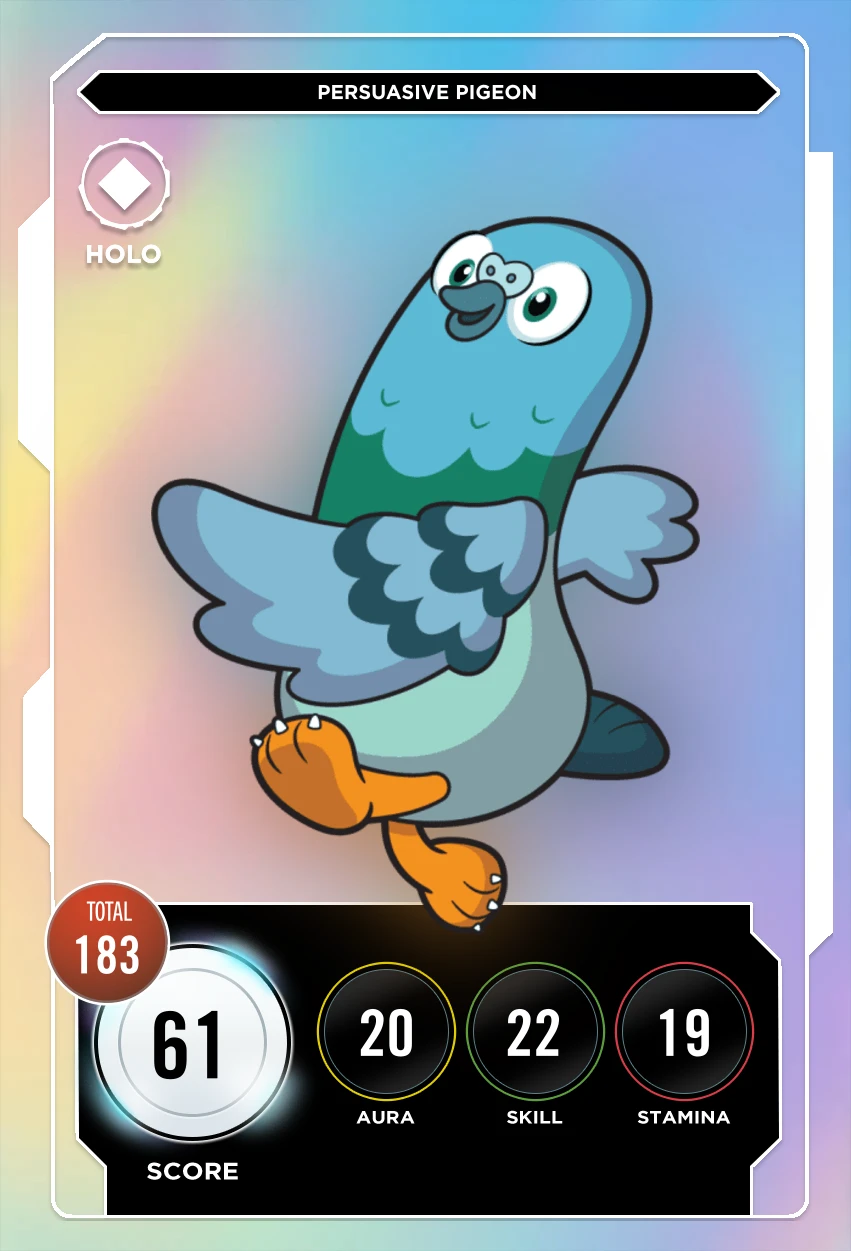 PERSUASIVE PIGEON
HOLO
TOTAL
183
61
SCORE
20
AURA
22
SKILL
19
STAMINA